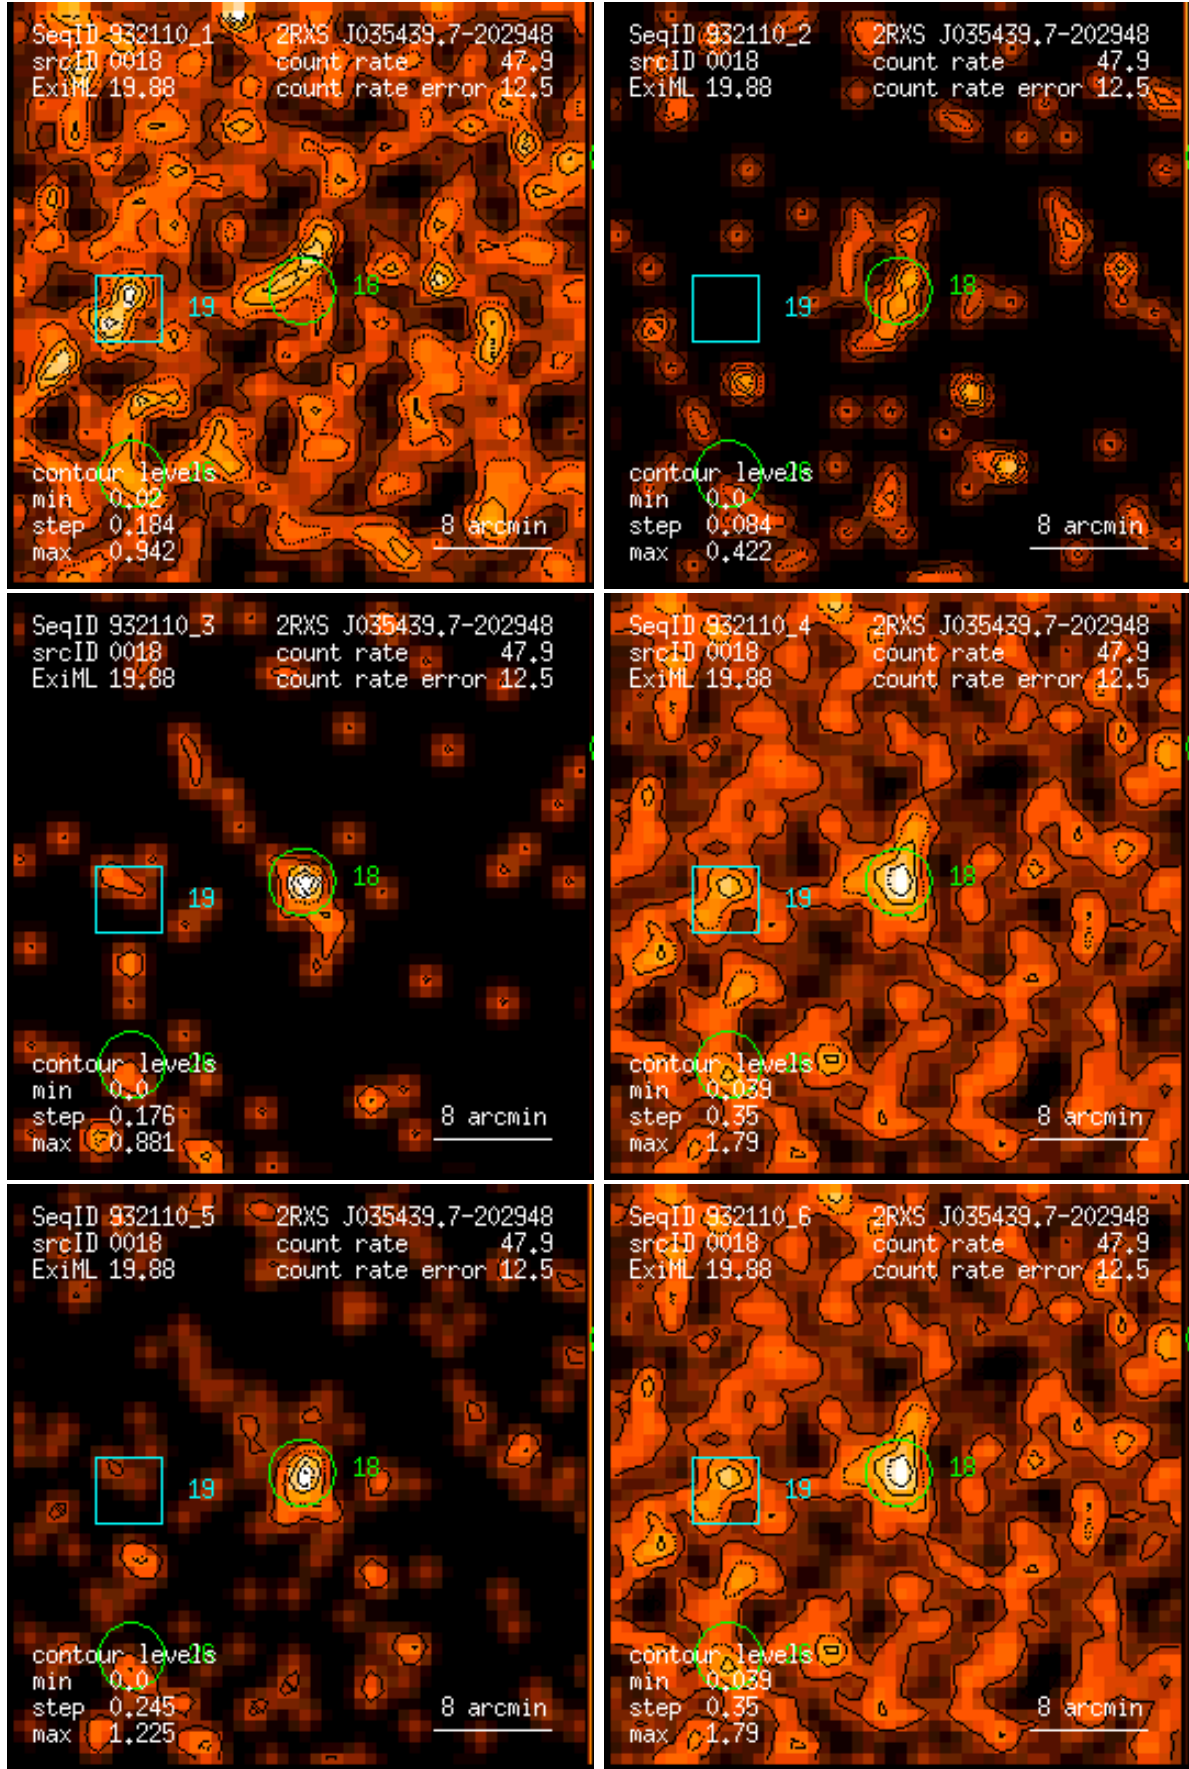 SeqID 932110_1 2RXS J035439.7-202948
srcID 0018 count rate 47.9
ExiML 19.88 count rate error 12.5
18
19
contour levels 26
min 0.02
step 0.184 8 arcmin
max 0.942
SeqID 932110_2 2RXS J035439.7-202948
srcID 0018 count rate 47.9
ExiML 19.88 count rate error 12.5
18
19
contour levels 26
min 0.0
step 0.084 8 arcmin
max 0.422
SeqID 932110_3 2RXS J035439.7-202948
srcID 0018 count rate 47.9
ExiML 19.88 count rate error 12.5
18
19
contour levels 26
min 0.0
step 0.176 8 arcmin
max 0.881
SeqID 932110_4 2RXS J035439.7-202948
srcID 0018 count rate 47.9
ExiML 19.88 count rate error 12.5
18
19
contour levels 26
min 0.039
step 0.35 8 arcmin
max 1.79
SeqID 932110_5 2RXS J035439.7-202948
srcID 0018 count rate 47.9
ExiML 19.88 count rate error 12.5
18
19
contour levels 26
min 0.0
step 0.245 8 arcmin
max 1.225
SeqID 932110_6 2RXS J035439.7-202948
srcID 0018 count rate 47.9
ExiML 19.88 count rate error 12.5
18
19
contour levels 26
min 0.039
step 0.35 8 arcmin
max 1.79